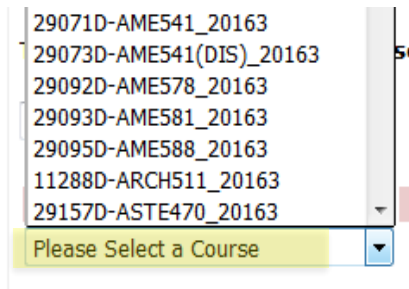 29071D-AME541_20163
29073D-AME541(DIS)_20163
29092D-AME578_20163
29093D-AME581_20163
29095D-AME588_20163
11288D-ARCH511_20163
29157D-ASTE470_20163
Please Select a Course